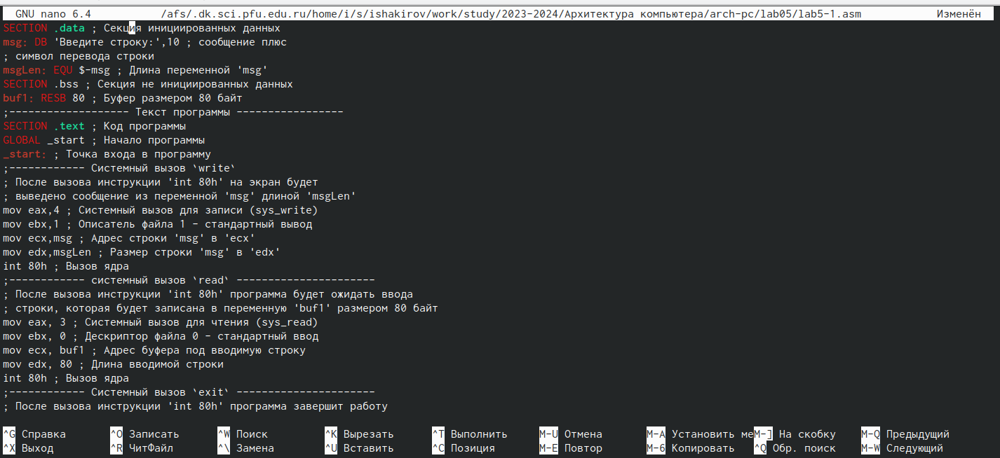 GNU nano 6.4 /afs/.dk.sci.pfu.edu.ru/home/i/s/ishakirov/work/study/2023-2024/Архитектура компьютера/arch-pc/lab05/lab5-1.asm Изменён
SECTION .data ; Секция инициированных данных
msg: DB 'Введите строку:',10 ; сообщение плюс
; символ перевода строки
msgLen: EQU $-msg ; Длина переменной 'msg'
SECTION .bss ; Секция не инициированных данных
buf1: RESB 80 ; Буфер размером 80 байт
;------------------- Текст программы -----------------
SECTION .text ; Код программы
GLOBAL _start ; Начало программы
_start: ; Точка входа в программу
;------------ Системный вызов `write`
; После вызова инструкции 'int 80h' на экран будет
; выведено сообщение из переменной 'msg' длиной 'msgLen'
mov eax,4 ; Системный вызов для записи (sys_write)
mov ebx,1 ; Описатель файла 1 - стандартный вывод
mov ecx,msg ; Адрес строки 'msg' в 'ecx'
mov edx,msgLen ; Размер строки 'msg' в 'edx'
int 80h ; Вызов ядра
;------------ системный вызов `read` ----------------------
; После вызова инструкции 'int 80h' программа будет ожидать ввода
; строки, которая будет записана в переменную 'buf1' размером 80 байт
mov eax, 3 ; Системный вызов для чтения (sys_read)
mov ebx, 0 ; Дескриптор файла 0 - стандартный ввод
mov ecx, buf1 ; Адрес буфера под вводимую строку
mov edx, 80 ; Длина вводимой строки
int 80h ; Вызов ядра
;------------ Системный вызов `exit` ----------------------
; После вызова инструкции 'int 80h' программа завершит работу
^G Справка ^O Записать ^W Поиск ^K Вырезать ^T Выполнить M-U Отмена M-A Установить ме M-] На скобку M-Q Предыдущий
^X Выход ^R ЧитФайл ^\ Замена ^U Вставить ^C Позиция M-E Повтор M-6 Копировать ^Q Обр. поиск M-W Следующий